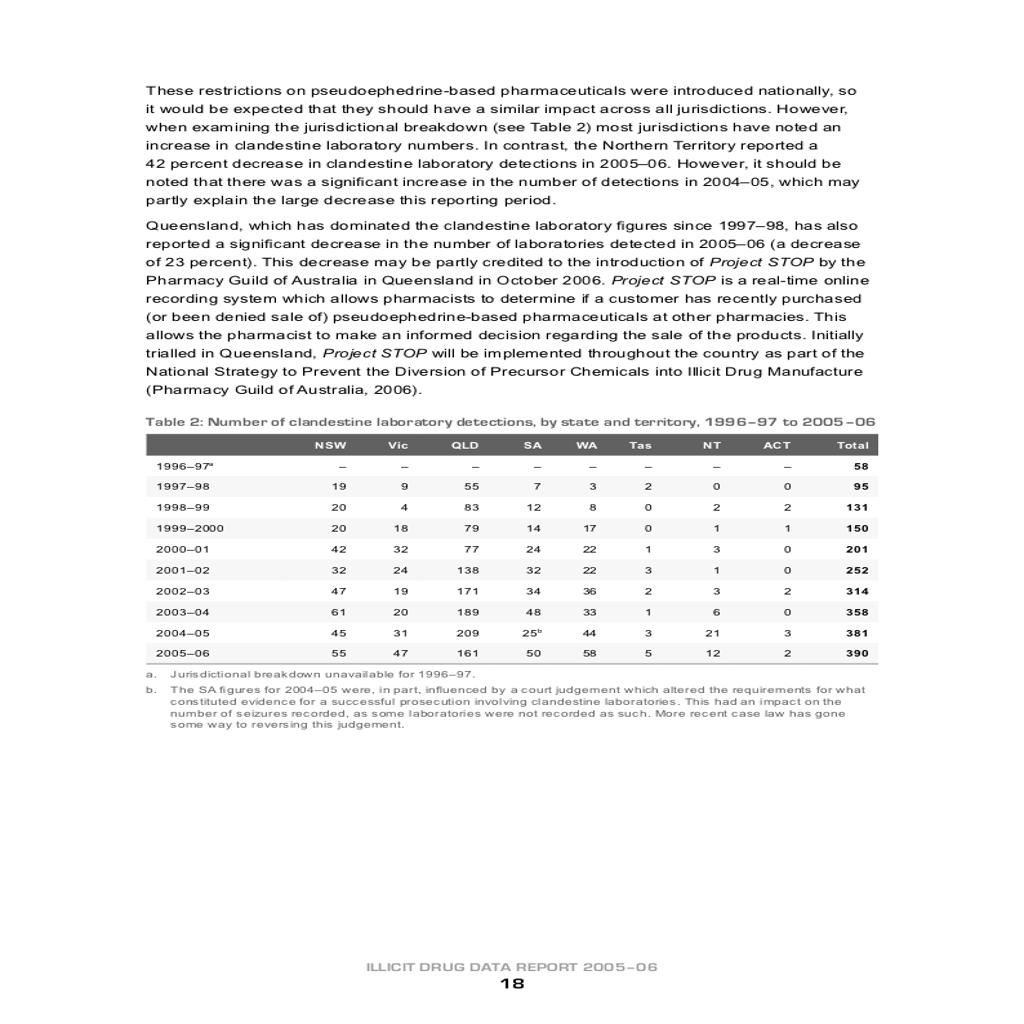 These restrictions on pseudoephedrine-based pharmaceuticals were introduced nationally, so
it would be expected that they should have a similar impact across all jurisdictions. However,
when examining the jurisdictional breakdown (see Table 2) most jurisdictions have noted an
increase in clandestine laboratory numbers. In contrast, the Northern Territory reported a
42 percent decrease in clandestine laboratory detections in 2005–06. However, it should be
noted that there was a significant increase in the number of detections in 2004–05, which may
partly explain the large decrease this reporting period.
Queensland, which has dominated the clandestine laboratory figures since 1997–98, has also
reported a significant decrease in the number of laboratories detected in 2005–06 (a decrease
of 23 percent). This decrease may be partly credited to the introduction of Project STOP by the
Pharmacy Guild of Australia in Queensland in October 2006. Project STOP is a real-time online
recording system which allows pharmacists to determine if a customer has recently purchased
(or been denied sale of) pseudoephedrine-based pharmaceuticals at other pharmacies. This
allows the pharmacist to make an informed decision regarding the sale of the products. Initially
trialled in Queensland, Project STOP will be implemented throughout the country as part of the
National Strategy to Prevent the Diversion of Precursor Chemicals into Illicit Drug Manufacture
(Pharmacy Guild of Australia, 2006).
Table 2: Number of clandestine laboratory detections, by state and territory, 1996–97 to 2005–06
NSW Vic QLD SA WA Tas NT ACT Total
1996–97ᵃ – – – – – – – – 58
1997–98 19 9 55 7 3 2 0 0 95
1998–99 20 4 83 12 8 0 2 2 131
1999–2000 20 18 79 14 17 0 1 1 150
2000–01 42 32 77 24 22 1 3 0 201
2001–02 32 24 138 32 22 3 1 0 252
2002–03 47 19 171 34 36 2 3 2 314
2003–04 61 20 189 48 33 1 6 0 358
2004–05 45 31 209 25ᵇ 44 3 21 3 381
2005–06 55 47 161 50 58 5 12 2 390
a. Jurisdictional breakdown unavailable for 1996–97.
b. The SA figures for 2004–05 were, in part, influenced by a court judgement which altered the requirements for what
constituted evidence for a successful prosecution involving clandestine laboratories. This had an impact on the
number of seizures recorded, as some laboratories were not recorded as such. More recent case law has gone
some way to reversing this judgement.
ILLICIT DRUG DATA REPORT 2005–06
18